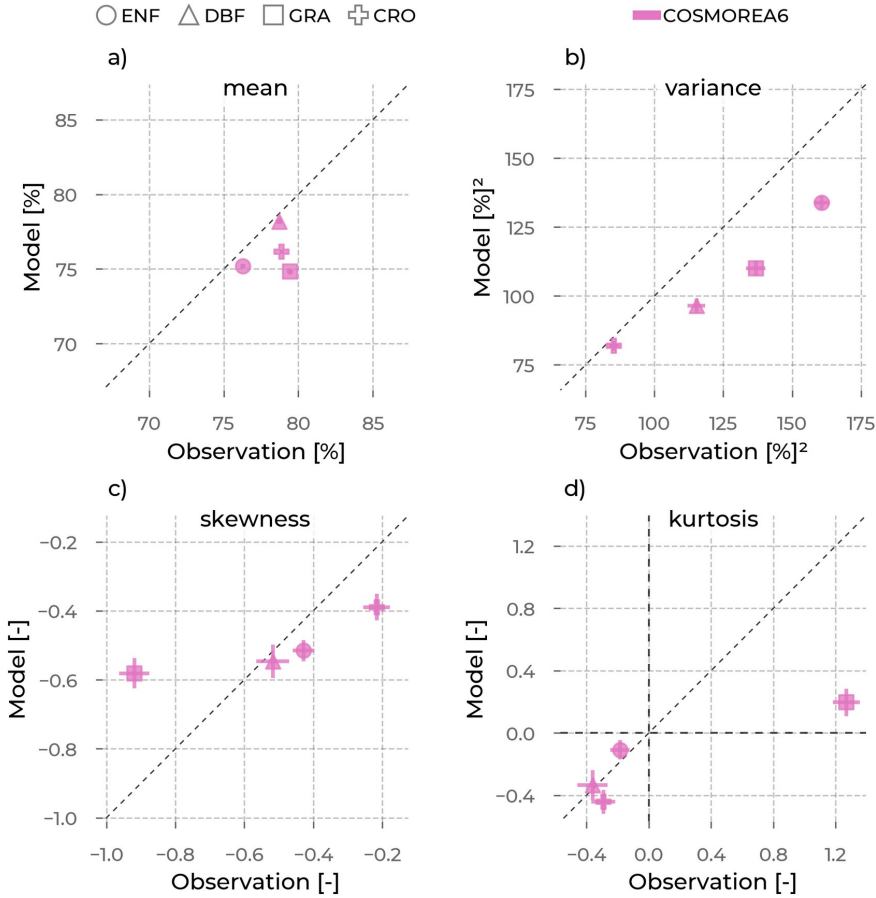 ENF DBF GRA CRO COSMOREA6
a) b)
mean variance
85
80
75
70
Model [%]
70 75 80 85
Observation [%]
175
150
125
100
75
Model [%]²
75 100 125 150 175
Observation [%]²
c) d)
skewness kurtosis
−0.2
−0.4
−0.6
−0.8
−1.0
Model [-]
−1.0 −0.8 −0.6 −0.4 −0.2
Observation [-]
1.2
0.8
0.4
0.0
−0.4
Model [-]
−0.4 0.0 0.4 0.8 1.2
Observation [-]